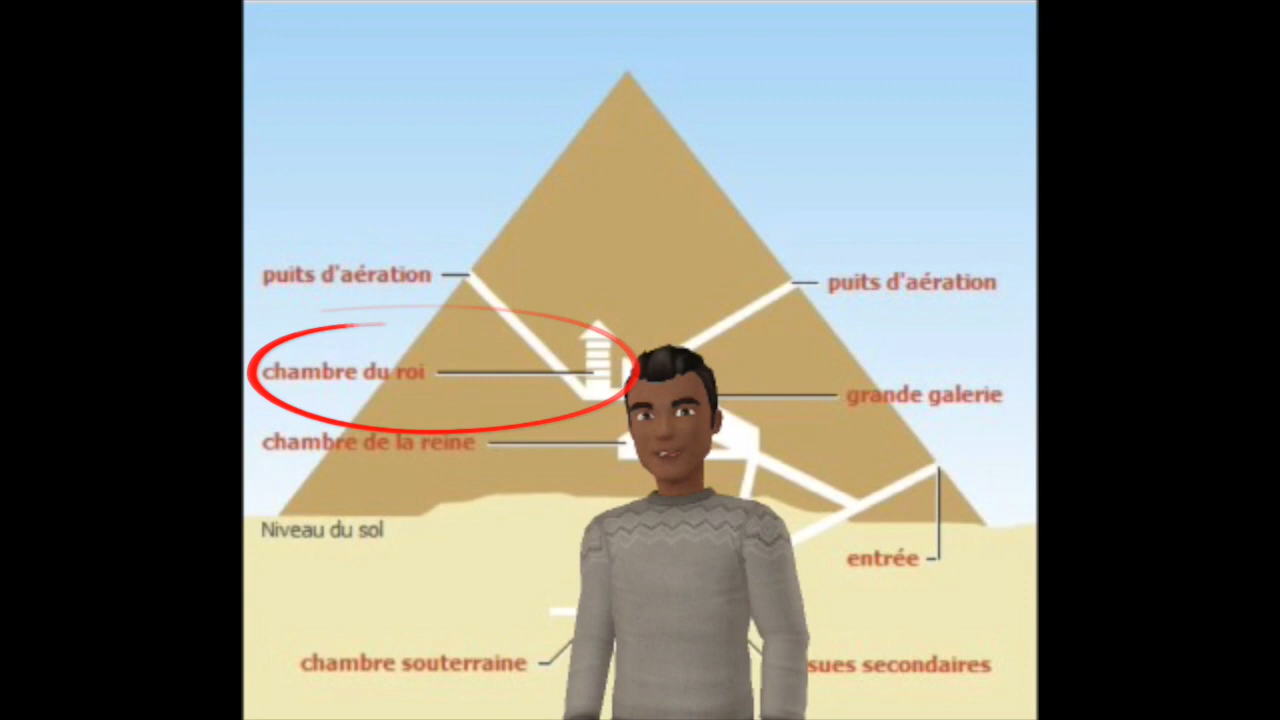 puits d'aération
puits d'aération
chambre du roi
grande galerie
chambre de la reine
Niveau du sol
entrée
chambre souterraine
secondaires